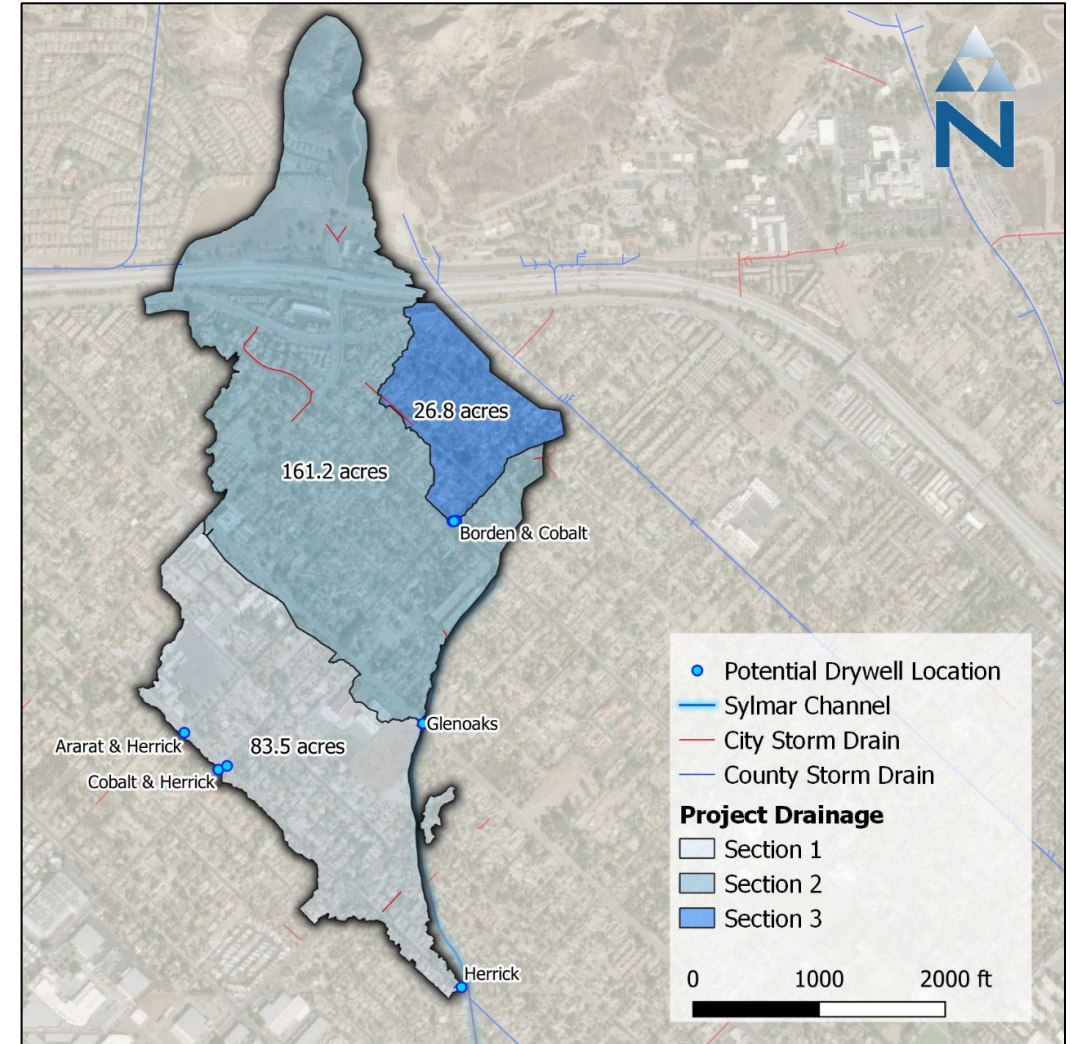 N
26.8 acres
161.2 acres
Borden & Cobalt
Glenoaks
Ararat & Herrick
83.5 acres
Cobalt & Herrick
Herrick
Potential Drywell Location
Sylmar Channel
City Storm Drain
County Storm Drain
Project Drainage
Section 1
Section 2
Section 3
0 1000 2000 ft